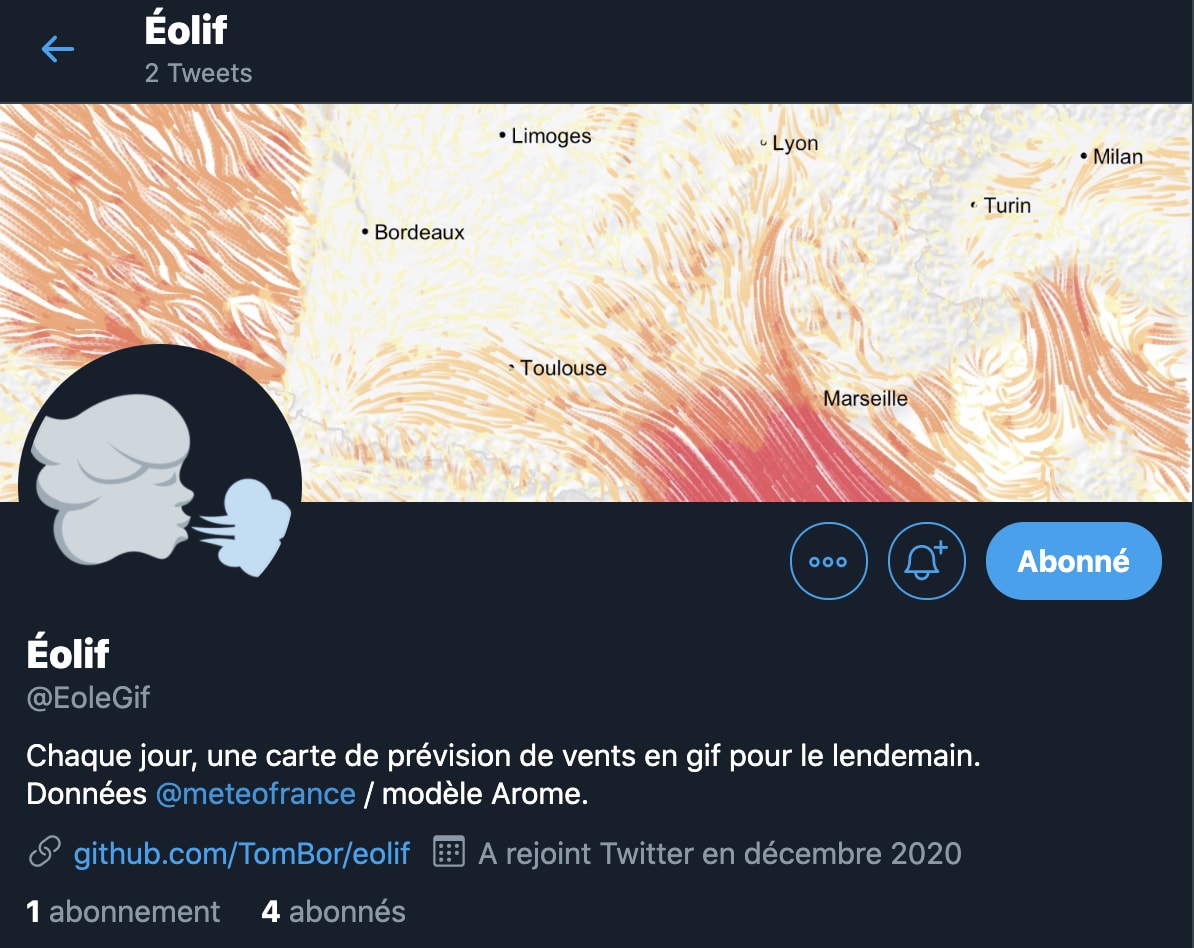 Éolif
2 Tweets
Limoges
Lyon
Milan
Turin
Bordeaux
Toulouse
Marseille
Abonné
Éolif
@EoleGif
Chaque jour, une carte de prévision de vents en gif pour le lendemain.
Données @meteofrance / modèle Arome.
github.com/TomBor/eolif A rejoint Twitter en décembre 2020
1 abonnement 4 abonnés